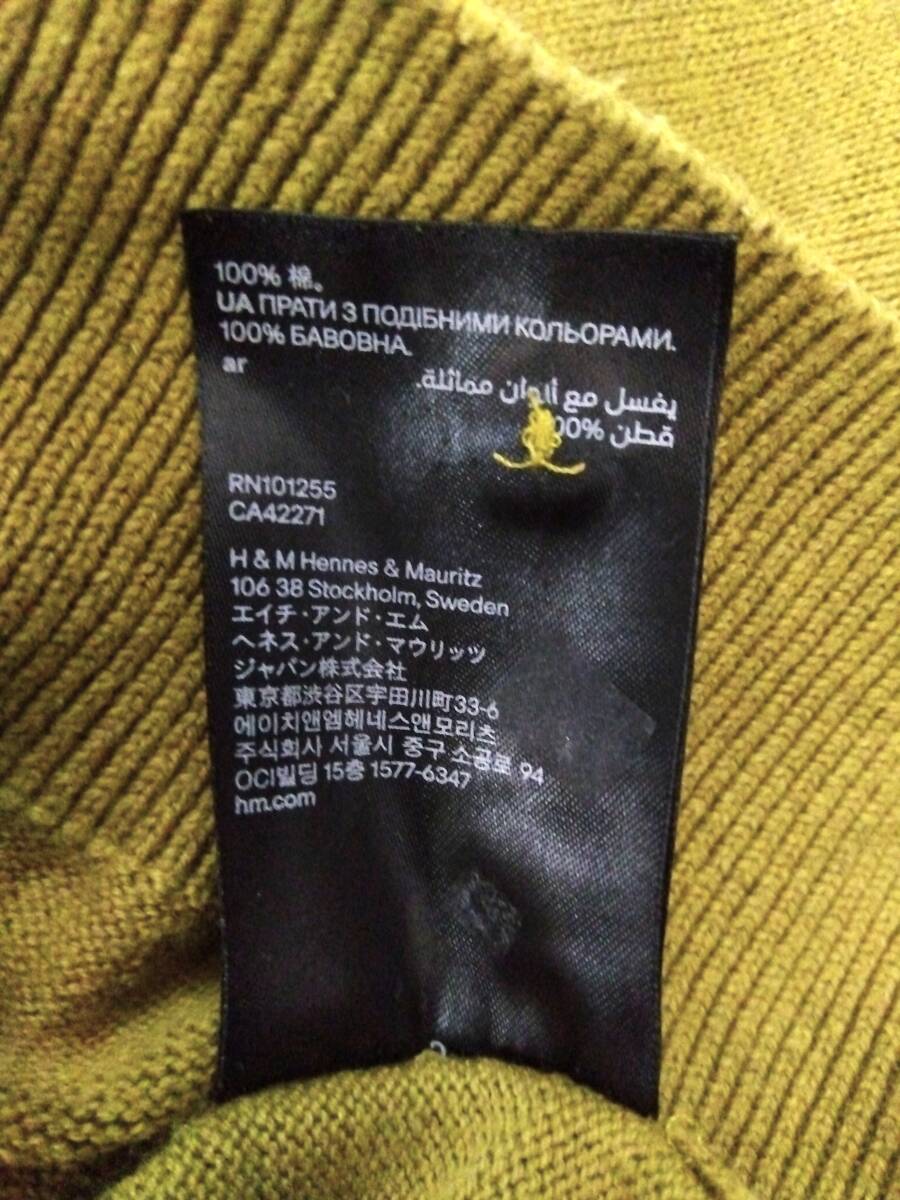 100% 棉。
UA ПРАТИ З ПОДІБНИМИ КОЛЬОРАМИ.
100% БАВОВНА.
ar
يغسل مع ألوان مماثلة.
قطن %100
RN101255
CA42271
H & M Hennes & Mauritz
106 38 Stockholm, Sweden
エイチ・アンド・エム
ヘネス・アンド・マウリッツ
ジャパン株式会社
東京都渋谷区宇田川町33-6
에이치앤엠헤네스앤모리츠
주식회사 서울시 중구 소공로 94
OCI빌딩 15층 1577-6347
hm.com